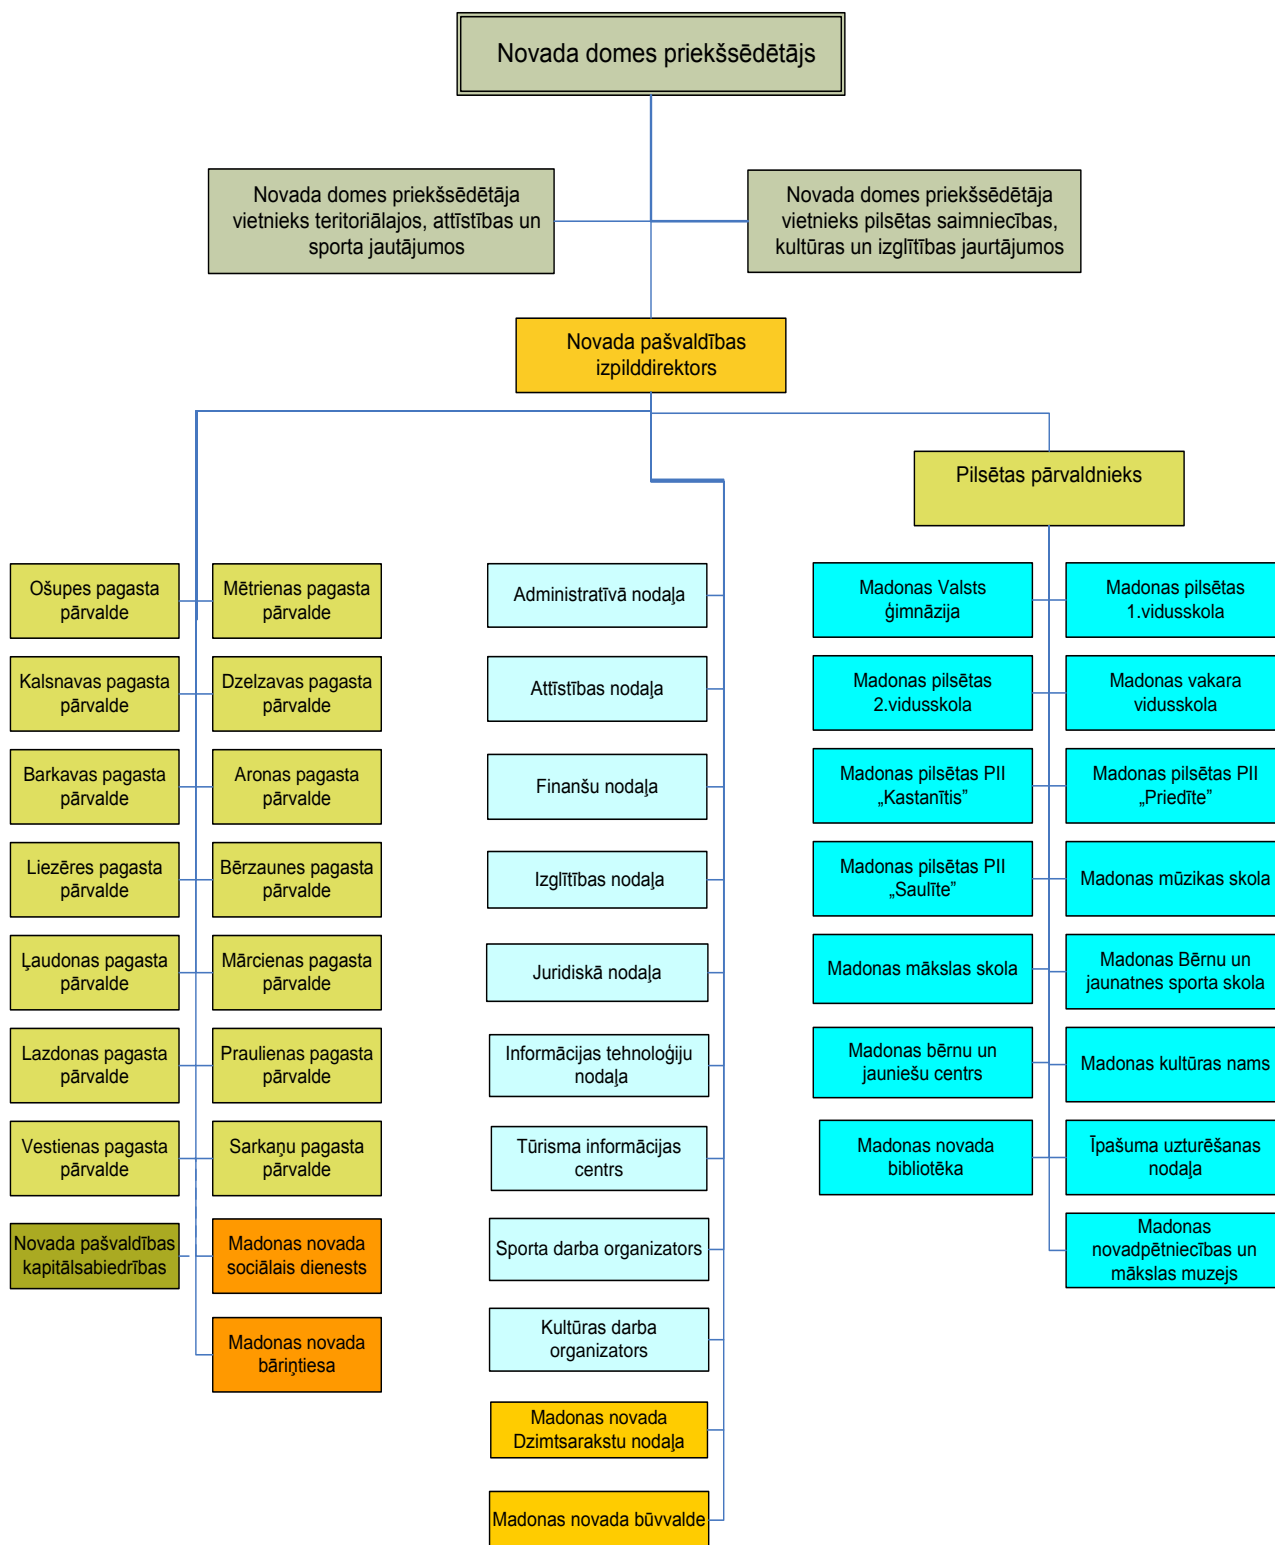 Novada domes priekšsēdētājs
Novada domes priekšsēdētāja
vietnieks teritoriālajos, attīstības un
sporta jautājumos
Novada domes priekšsēdētāja
vietnieks pilsētas saimniecības,
kultūras un izglītības jaurtājumos
Novada pašvaldības
izpilddirektors
Pilsētas pārvaldnieks
Ošupes pagasta
pārvalde
Mētrienas pagasta
pārvalde
Kalsnavas pagasta
pārvalde
Dzelzavas pagasta
pārvalde
Barkavas pagasta
pārvalde
Aronas pagasta
pārvalde
Liezēres pagasta
pārvalde
Bērzaunes pagasta
pārvalde
Ļaudonas pagasta
pārvalde
Mārcienas pagasta
pārvalde
Lazdonas pagasta
pārvalde
Praulienas pagasta
pārvalde
Vestienas pagasta
pārvalde
Sarkaņu pagasta
pārvalde
Novada pašvaldības
kapitālsabiedrības
Madonas novada
sociālais dienests
Madonas novada
bāriņtiesa
Administratīvā nodaļa
Attīstības nodaļa
Finanšu nodaļa
Izglītības nodaļa
Juridiskā nodaļa
Informācijas tehnoloģiju
nodaļa
Tūrisma informācijas
centrs
Sporta darba organizators
Kultūras darba
organizators
Madonas novada
Dzimtsarakstu nodaļa
Madonas novada būvvalde
Madonas Valsts
ģimnāzija
Madonas pilsētas
1.vidusskola
Madonas pilsētas
2.vidusskola
Madonas vakara
vidusskola
Madonas pilsētas PII
„Kastanītis”
Madonas pilsētas PII
„Priedīte”
Madonas pilsētas PII
„Saulīte”
Madonas mūzikas skola
Madonas mākslas skola
Madonas Bērnu un
jaunatnes sporta skola
Madonas bērnu un
jauniešu centrs
Madonas kultūras nams
Madonas novada
bibliotēka
Īpašuma uzturēšanas
nodaļa
Madonas
novadpētniecības un
mākslas muzejs